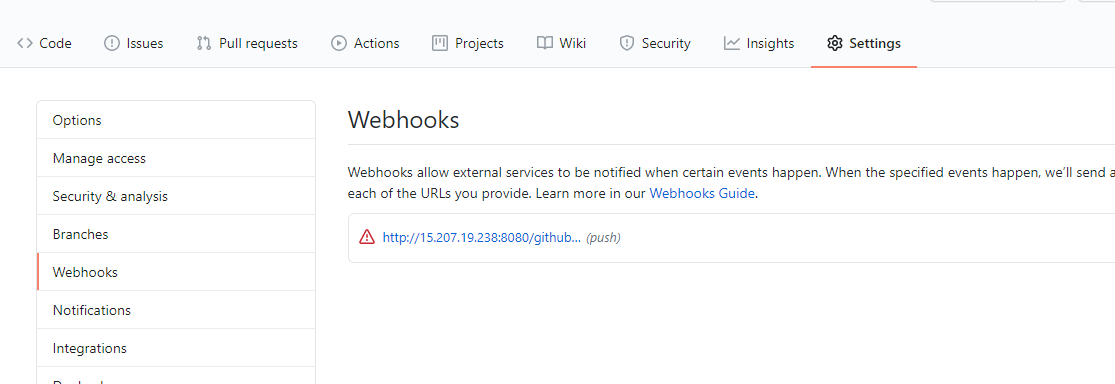 Code Issues Pull requests Actions Projects Wiki Security Insights Settings
Options
Manage access
Security & analysis
Branches
Webhooks
Notifications
Integrations
Webhooks
Webhooks allow external services to be notified when certain events happen. When the specified events happen, we'll send a
each of the URLs you provide. Learn more in our Webhooks Guide.
http://15.207.19.238:8080/github... (push)